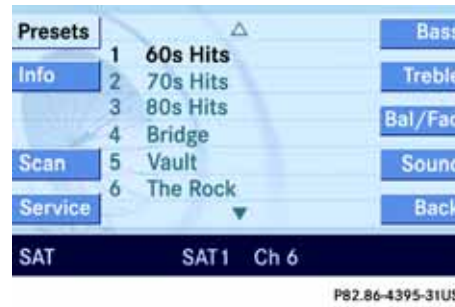 Presets
Info
Scan
Service
1 60s Hits
2 70s Hits
3 80s Hits
4 Bridge
5 Vault
6 The Rock
Bass
Treble
Bal/Fad
Sound
Back
SAT SAT1 Ch 6
P82.86-4395-31US